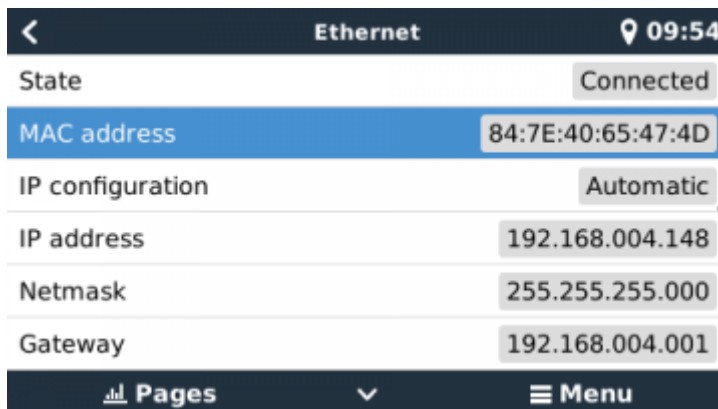 Ethernet 09:54
State Connected
MAC address 84:7E:40:65:47:4D
IP configuration Automatic
IP address 192.168.004.148
Netmask 255.255.255.000
Gateway 192.168.004.001
Pages Menu